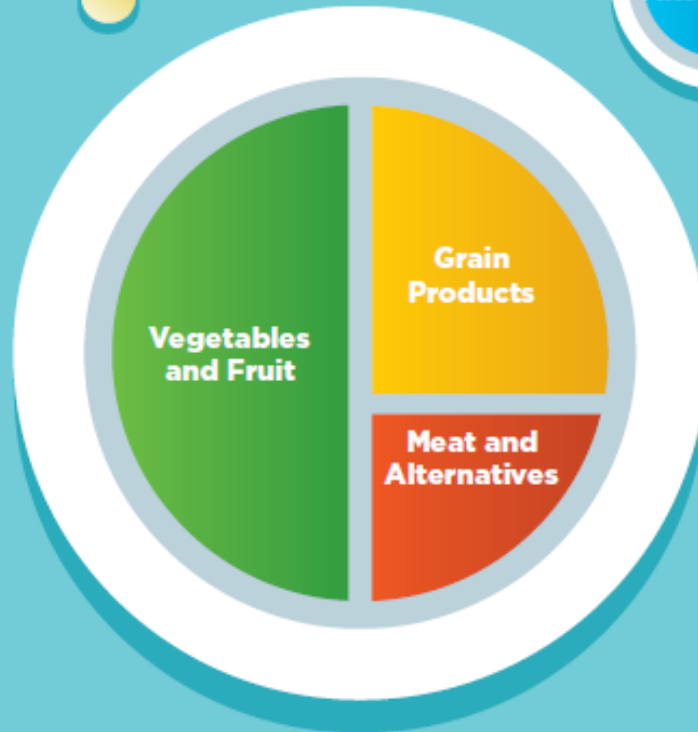 Vegetables
and Fruit
Grain
Products
Meat and
Alternatives